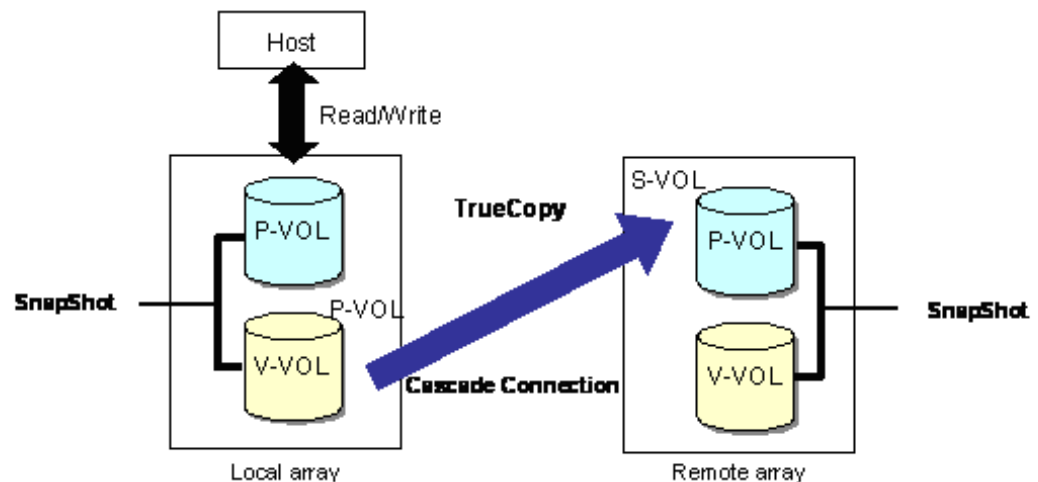 Host
Read/Write
S-VOL
TrueCopy
P-VOL
P-VOL
SnapShot
P-VOL
SnapShot
V-VOL
Cascade Connection
V-VOL
Local array
Remote array